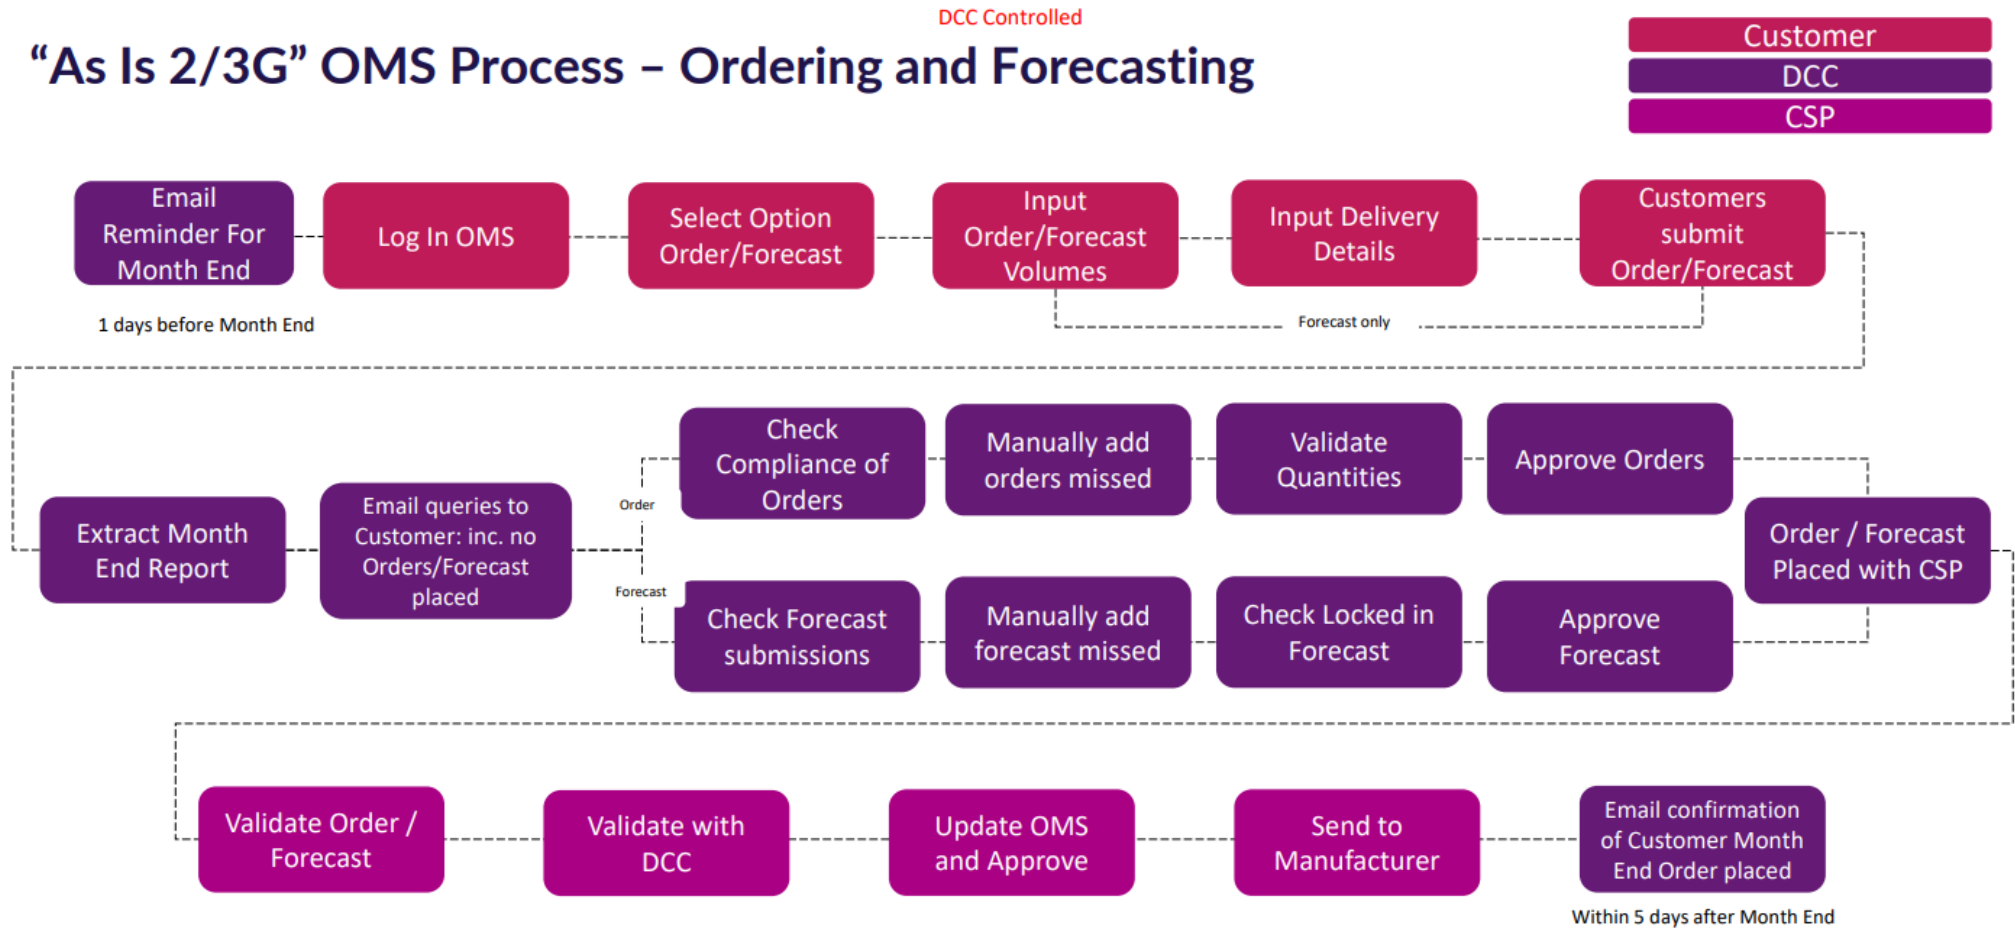 DCC Controlled
“As Is 2/3G” OMS Process – Ordering and Forecasting
Customer
DCC
CSP
Email
Reminder For
Month End
Log In OMS
Select Option
Order/Forecast
Input
Order/Forecast
Volumes
Input Delivery
Details
Customers
submit
Order/Forecast
1 days before Month End
Forecast only
Extract Month
End Report
Email queries to
Customer: inc. no
Orders/Forecast
placed
Order
Check
Compliance of
Orders
Manually add
orders missed
Validate
Quantities
Approve Orders
Forecast
Check Forecast
submissions
Manually add
forecast missed
Check Locked in
Forecast
Approve
Forecast
Order / Forecast
Placed with CSP
Validate Order /
Forecast
Validate with
DCC
Update OMS
and Approve
Send to
Manufacturer
Email confirmation
of Customer Month
End Order placed
Within 5 days after Month End